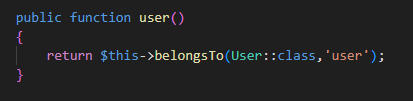 public function user()
{
    return $this->belongsTo(User::class,'user');
}